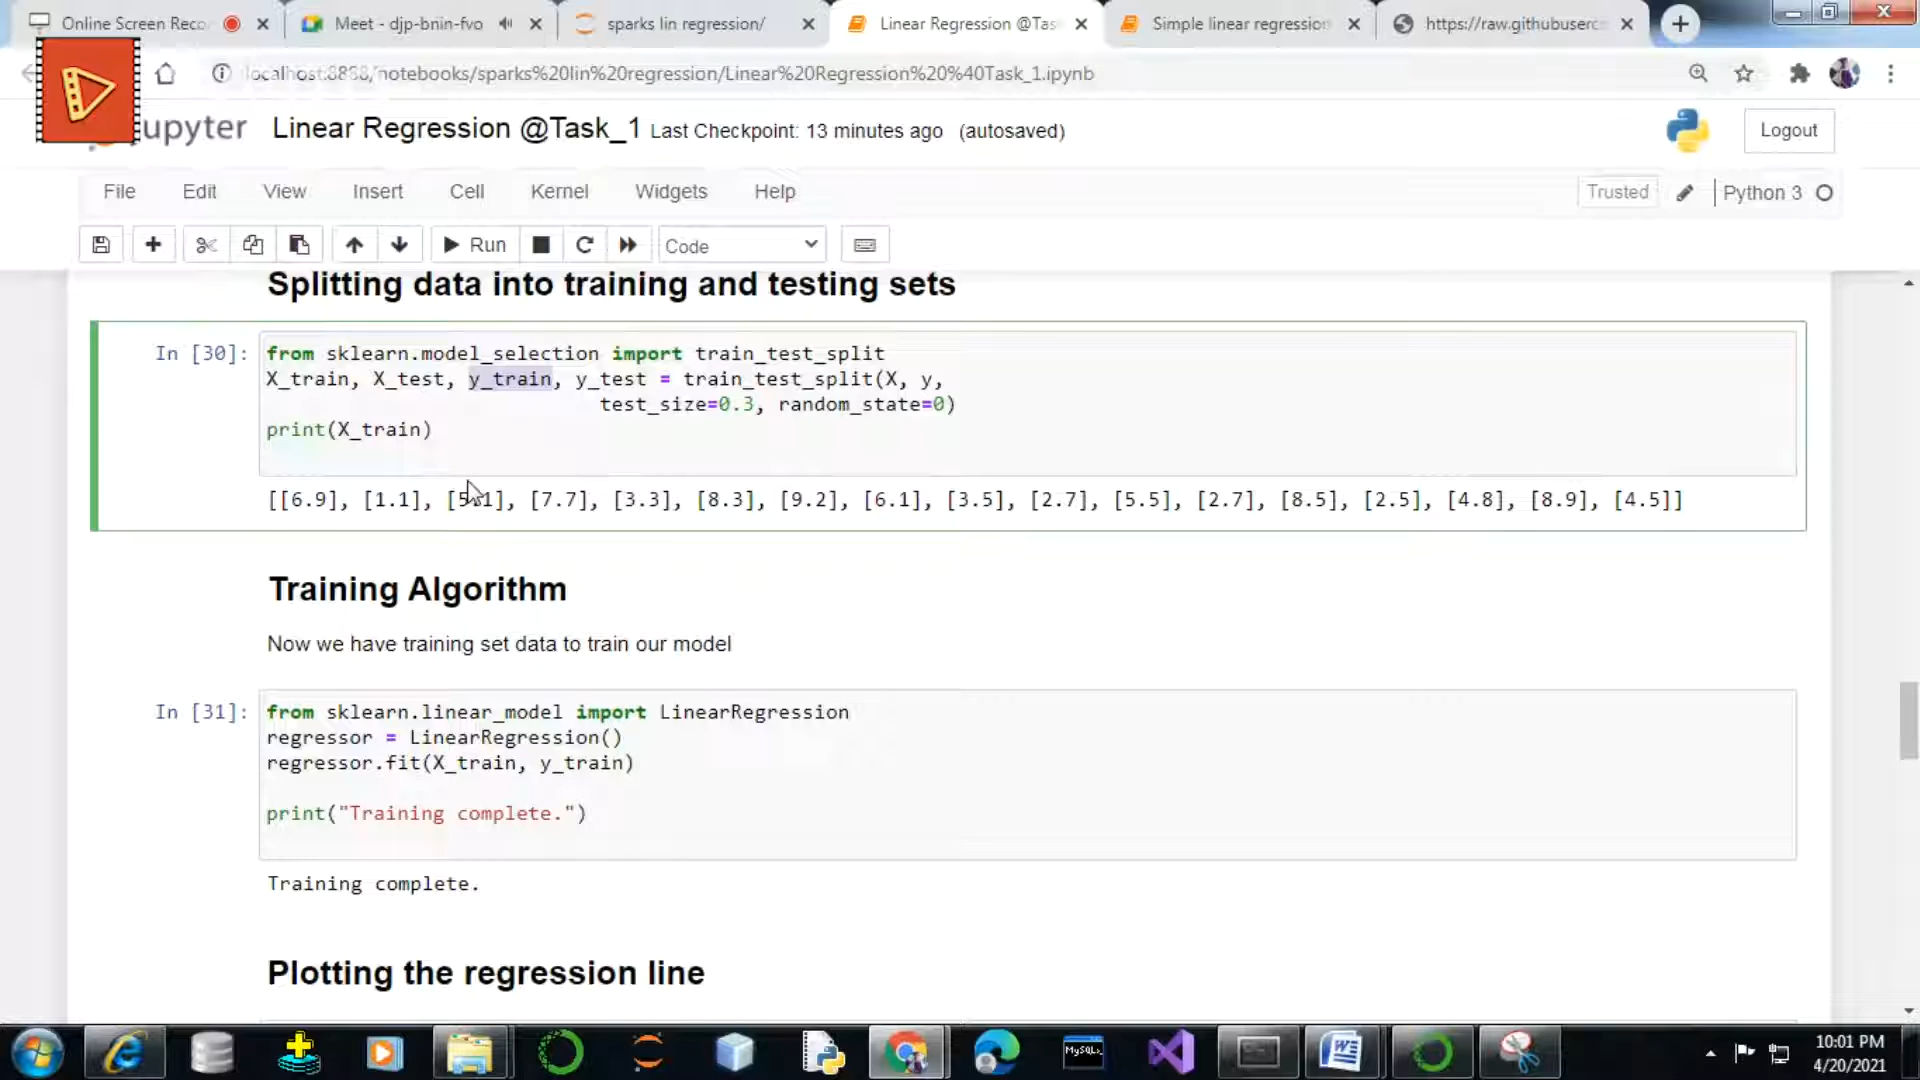 Online Screen Reco
Meet - djp-bnin-fvo
sparks lin regression/
Linear Regression @Tas
Simple linear regression
https://raw.githubuserco
localhost:8888/notebooks/sparks%20lin%20regression/Linear%20Regression%20%40Task_1.ipynb
upyter Linear Regression @Task_1 Last Checkpoint: 13 minutes ago (autosaved)
Logout
File Edit View Insert Cell Kernel Widgets Help
Trusted
Python 3
Run
Code
Splitting data into training and testing sets
In [30]: from sklearn.model_selection import train_test_split
X_train, X_test, y_train, y_test = train_test_split(X, y,
test_size=0.3, random_state=0)
print(X_train)
[[6.9], [1.1], [5.1], [7.7], [3.3], [8.3], [9.2], [6.1], [3.5], [2.7], [5.5], [2.7], [8.5], [2.5], [4.8], [8.9], [4.5]]
Training Algorithm
Now we have training set data to train our model
In [31]: from sklearn.linear_model import LinearRegression
regressor = LinearRegression()
regressor.fit(X_train, y_train)
print("Training complete.")
Training complete.
Plotting the regression line
MySQL
10:01 PM
4/20/2021